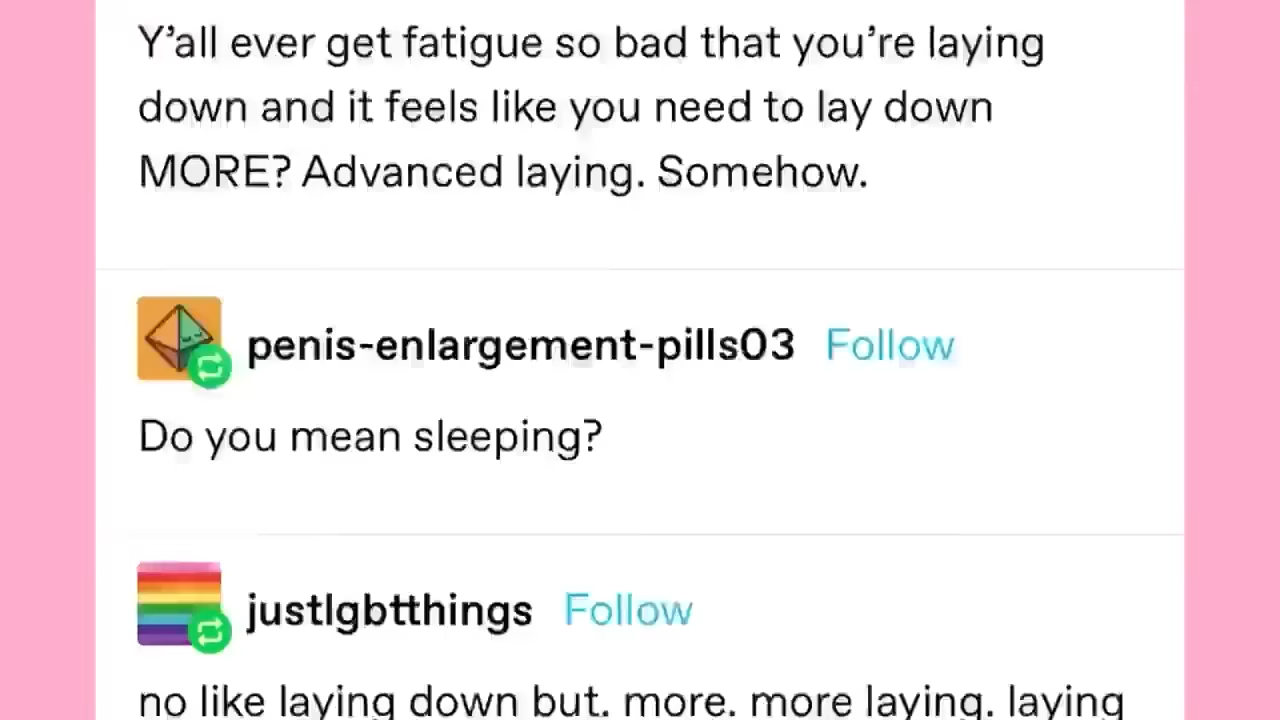 Y’all ever get fatigue so bad that you’re laying
down and it feels like you need to lay down
MORE? Advanced laying. Somehow.
penis-enlargement-pills03 Follow
Do you mean sleeping?
justlgbtthings Follow
no like laying down but. more. more laying. laying